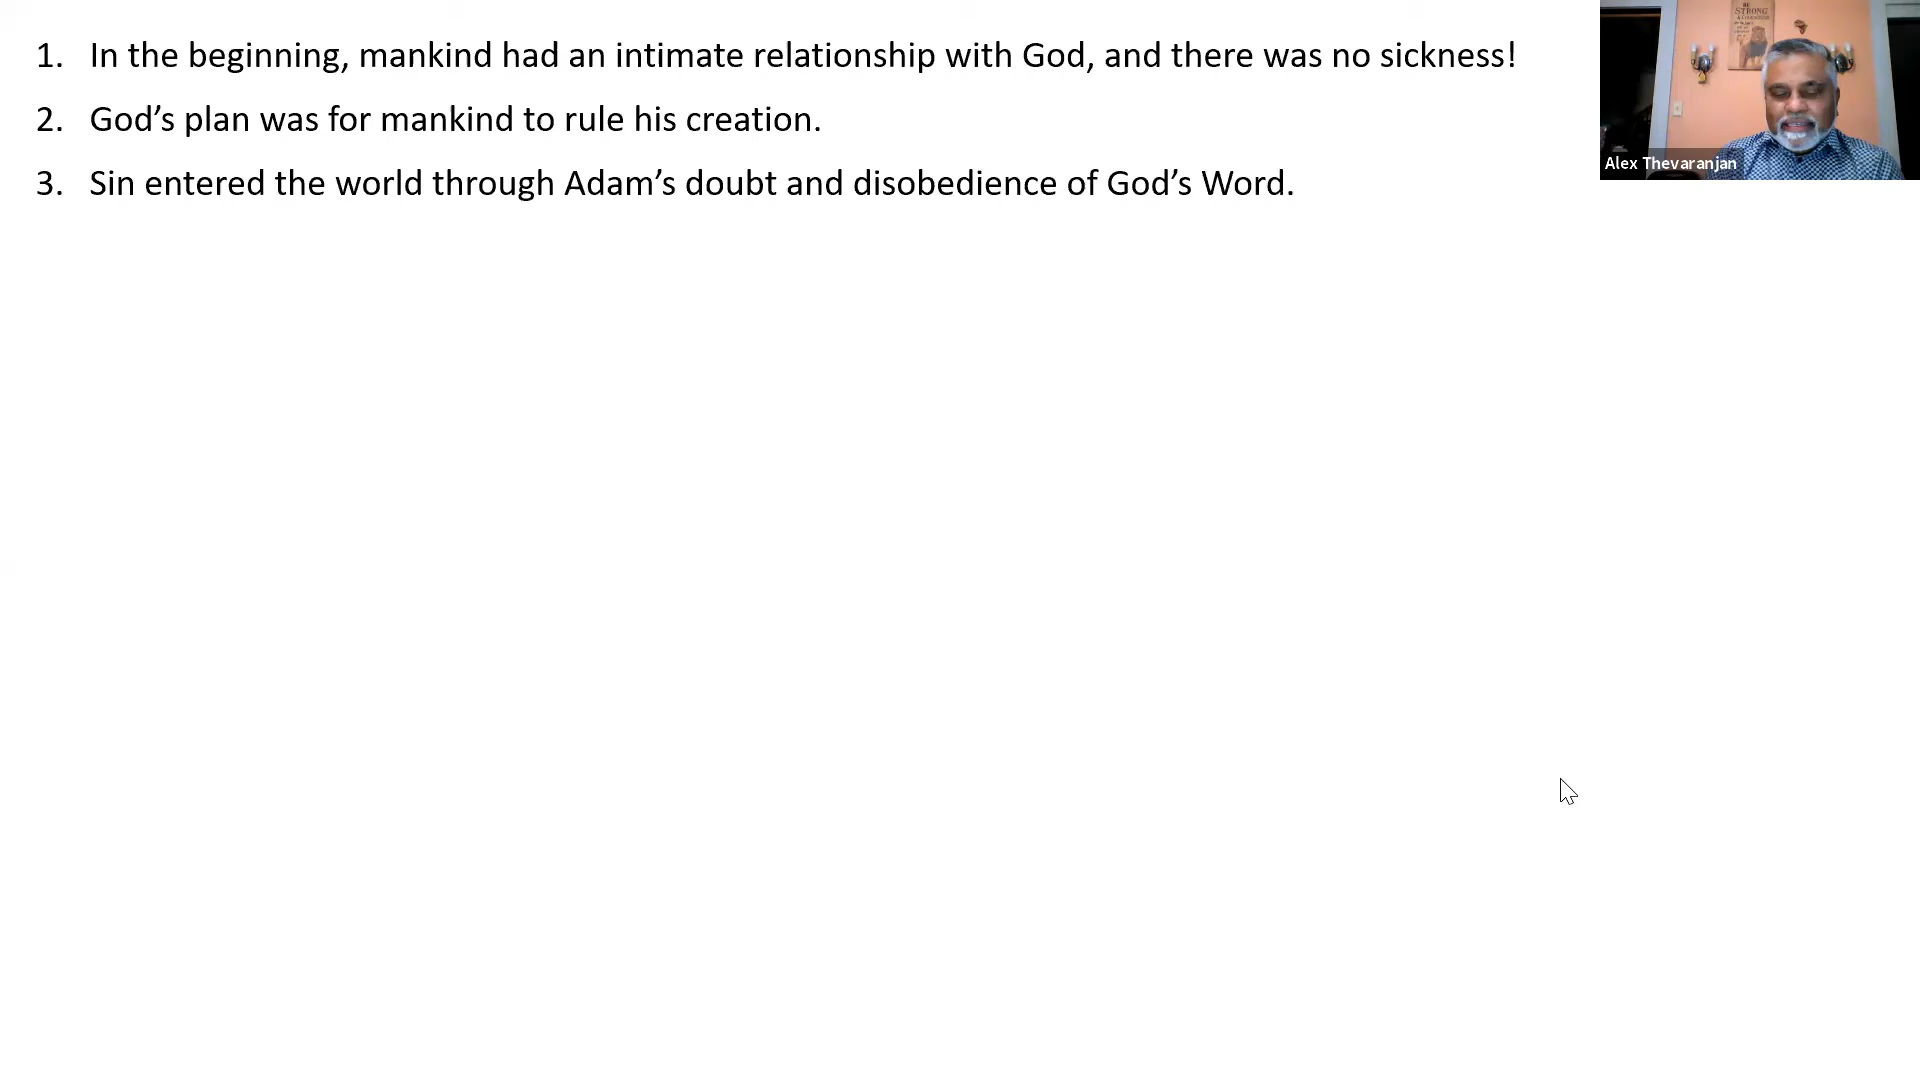 1. In the beginning, mankind had an intimate relationship with God, and there was no sickness!
2. God’s plan was for mankind to rule his creation.
3. Sin entered the world through Adam’s doubt and disobedience of God’s Word.
STRONG
Alex Thevaranjan